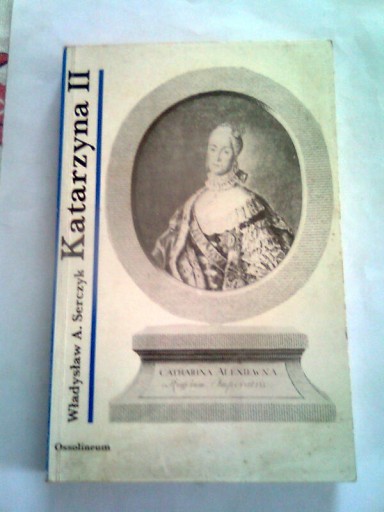 Władysław A. Serczyk
Katarzyna II
CATHARINA ALEXIEWNA
Ossolineum